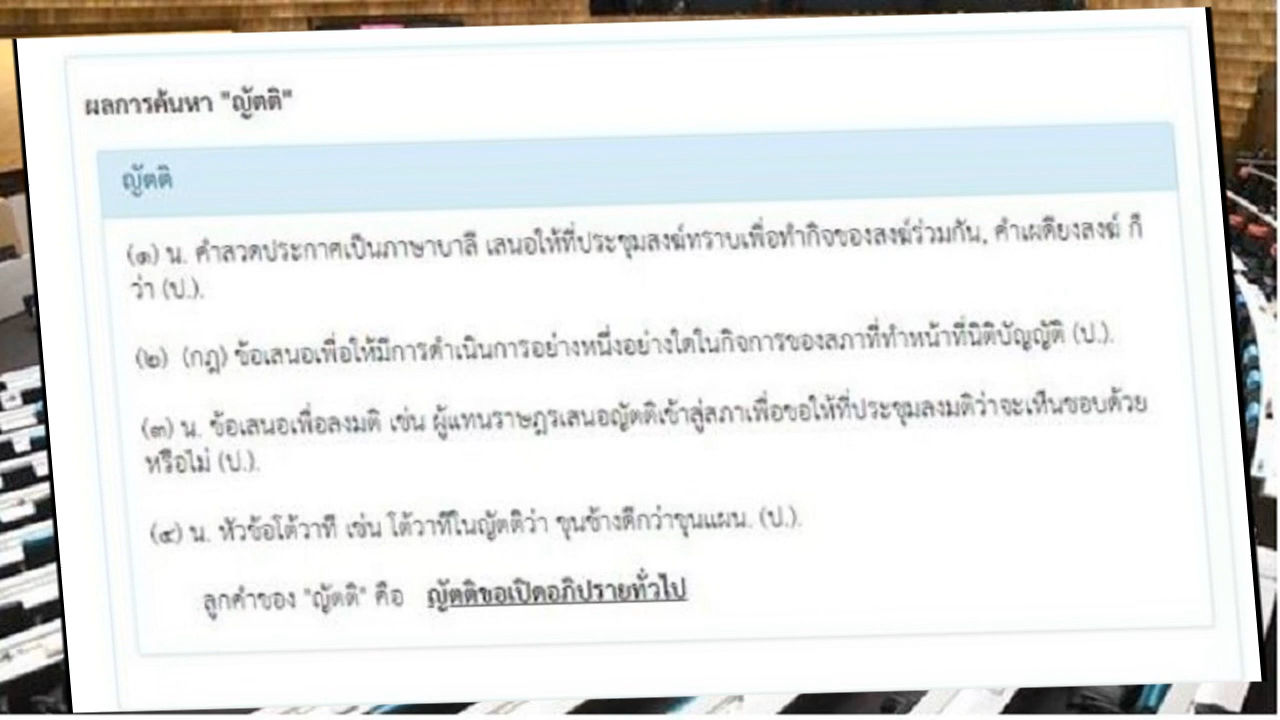 ผลการค้นหา "ญัตติ"
ญัตติ
(๑) น. คำสวดประกาศเป็นภาษาบาลี เสนอให้ที่ประชุมสงฆ์ทราบเพื่อทำกิจของสงฆ์ร่วมกัน, คำเผดียงสงฆ์ ก็
ว่า (ป.).
(๒) (กฎ) ข้อเสนอเพื่อให้มีการดำเนินการอย่างหนึ่งอย่างใดในกิจการของสภาที่ทำหน้าที่นิติบัญญัติ (ป.).
(๓) น. ข้อเสนอเพื่อลงมติ เช่น ผู้แทนราษฎรเสนอญัตติเข้าสู่สภาเพื่อขอให้ที่ประชุมลงมติว่าจะเห็นชอบด้วย
หรือไม่ (ป.).
(๔) น. หัวข้อโต้วาที เช่น โต้วาทีในญัตติว่า ขุนช้างดีกว่าขุนแผน. (ป.).
ลูกคำของ "ญัตติ" คือ ญัตติขอเปิดอภิปรายทั่วไป